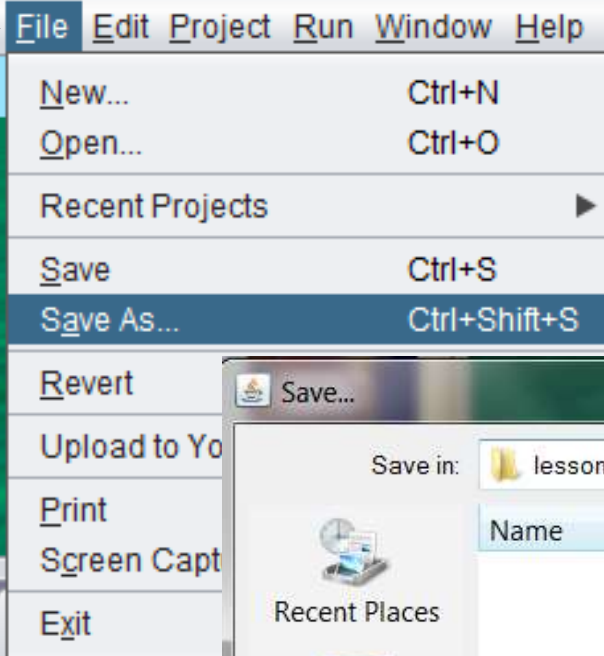 File Edit Project Run Window Help
New... Ctrl+N
Open... Ctrl+O
Recent Projects
Save Ctrl+S
Save As... Ctrl+Shift+S
Revert
Upload to Yo
Print
Screen Capt
Exit
Save...
Save in: lesson
Name
Recent Places